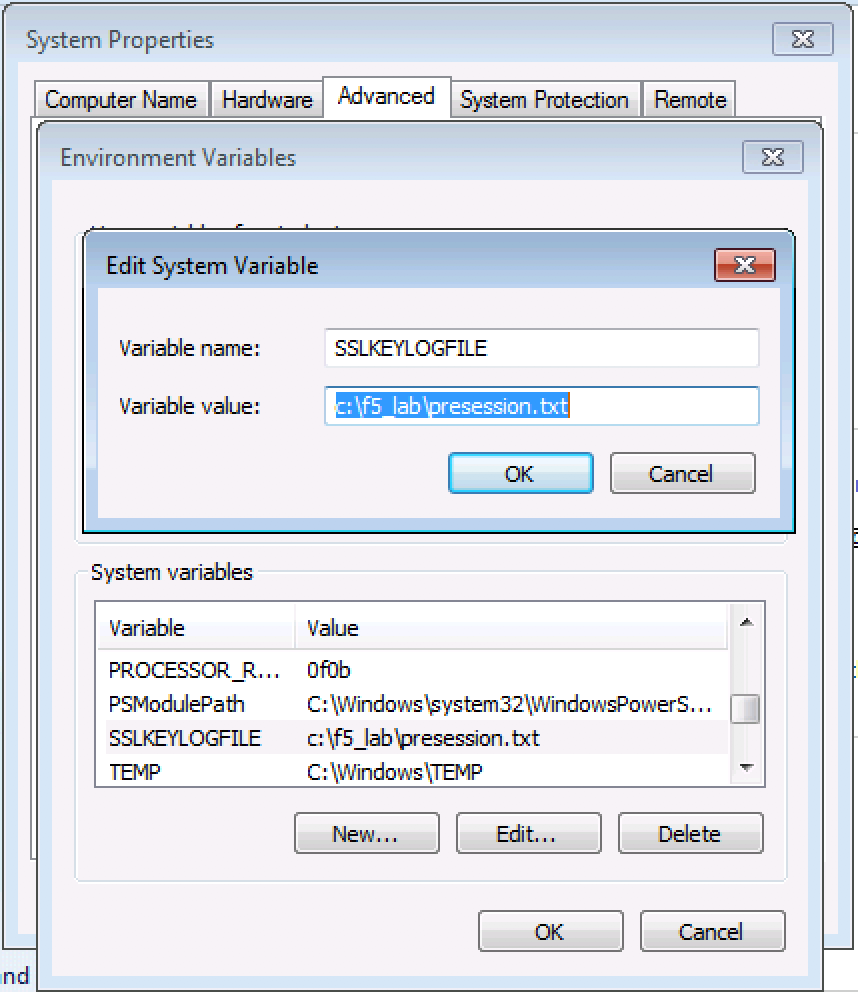 System Properties
Computer Name Hardware Advanced System Protection Remote
Environment Variables
Edit System Variable
Variable name: SSLKEYLOGFILE
Variable value: c:\f5_lab\presession.txt
OK Cancel
System variables
Variable Value
PROCESSOR_R... 0f0b
PSModulePath C:\Windows\system32\WindowsPowerS...
SSLKEYLOGFILE c:\f5_lab\presession.txt
TEMP C:\Windows\TEMP
New... Edit... Delete
OK Cancel
nd